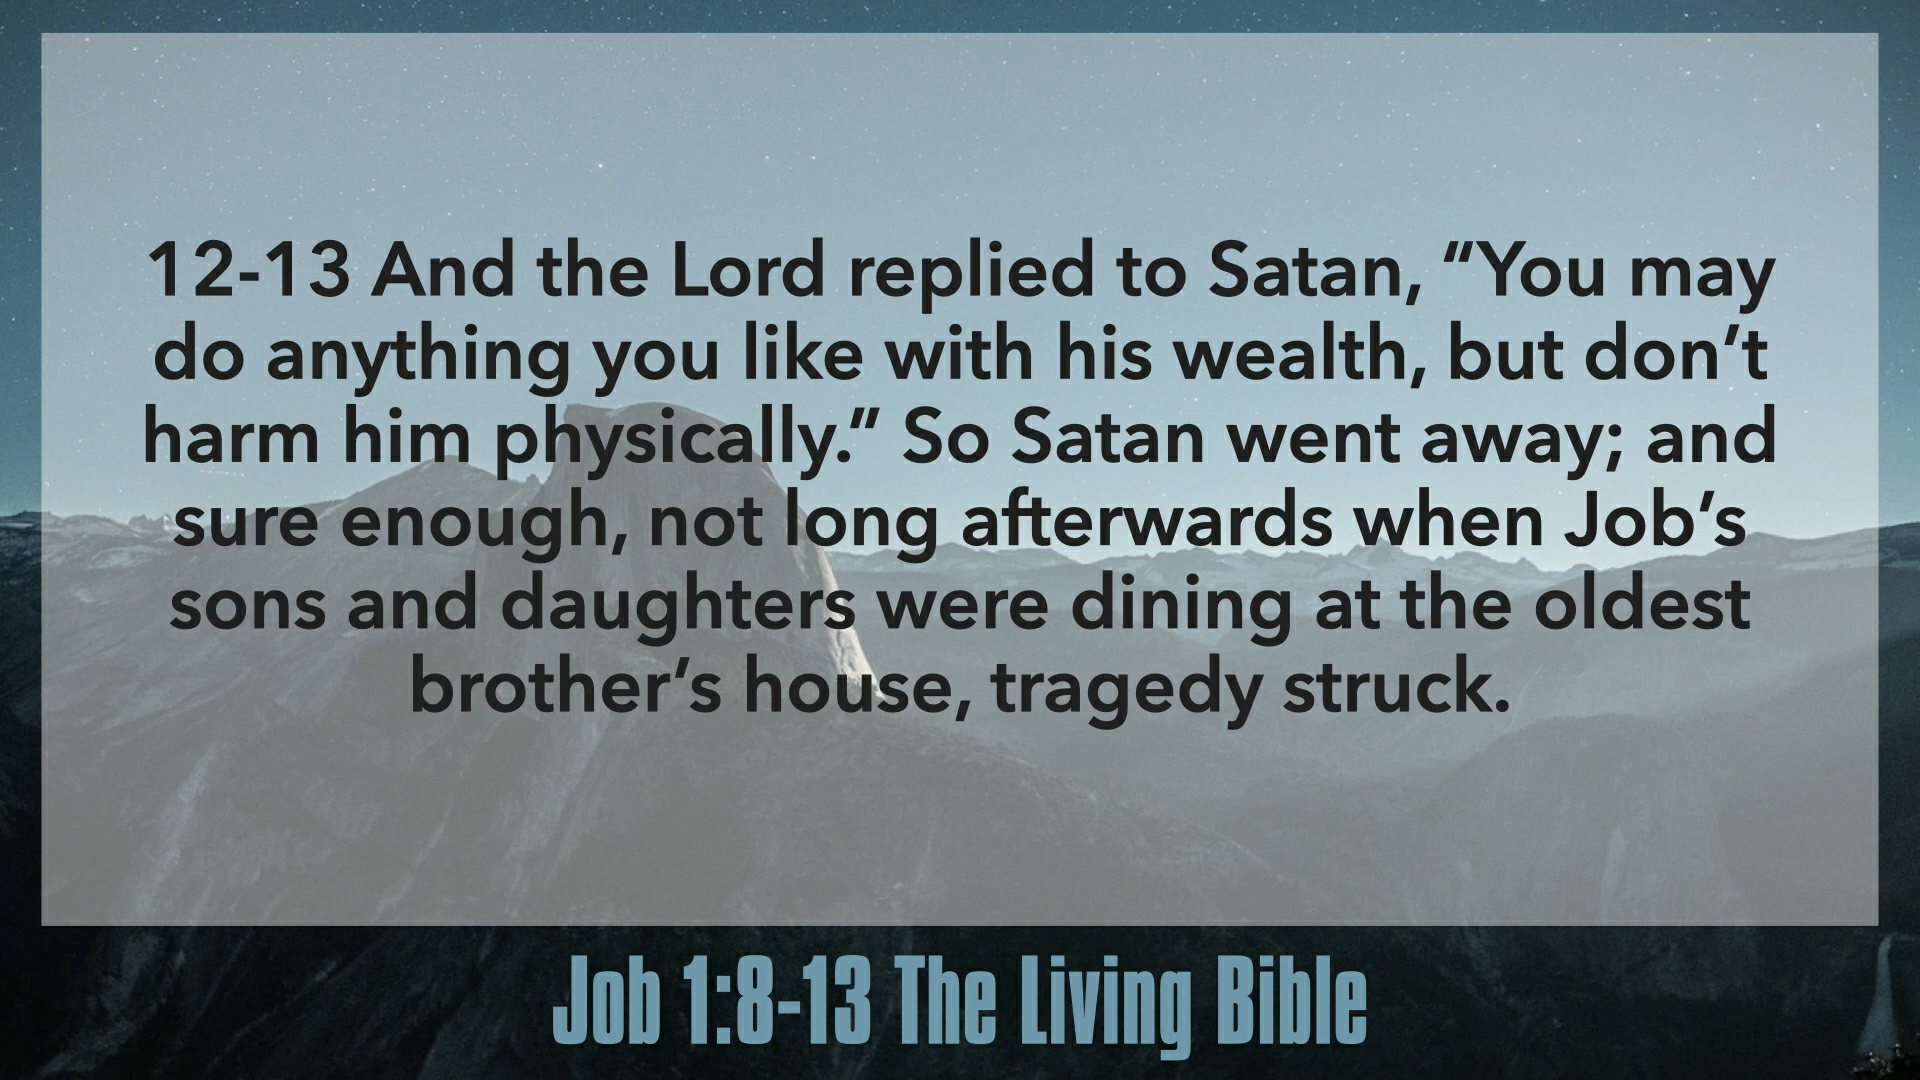 12-13 And the Lord replied to Satan, “You may
do anything you like with his wealth, but don’t
harm him physically.” So Satan went away; and
sure enough, not long afterwards when Job’s
sons and daughters were dining at the oldest
brother’s house, tragedy struck.
Job 1:8-13 The Living Bible